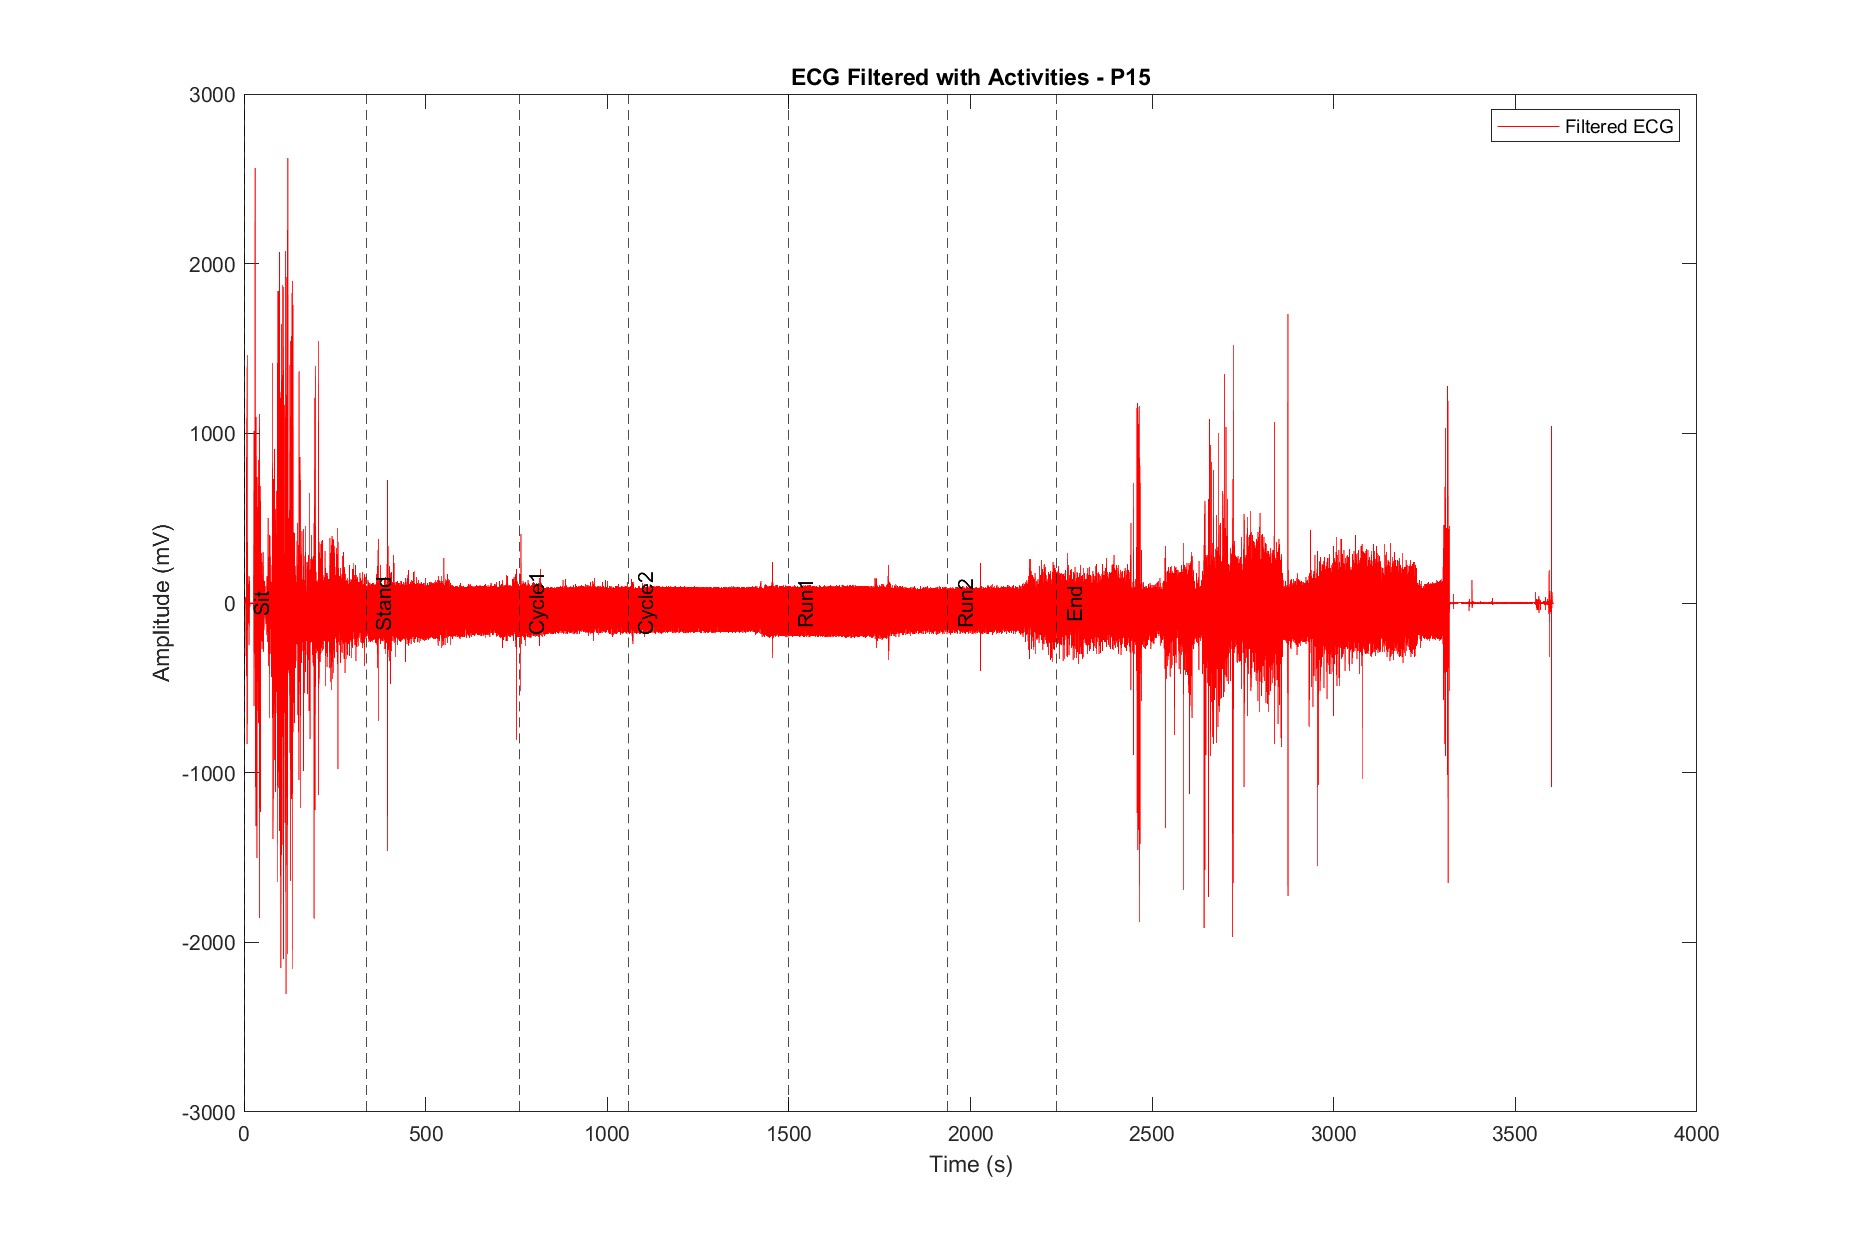 ECG Filtered with Activities - P15
Filtered ECG
3000
2000
1000
0
-1000
-2000
-3000
Amplitude (mV)
Sit
Stand
Cycle1
Cycle2
Run1
Run2
End
0 500 1000 1500 2000 2500 3000 3500 4000
Time (s)